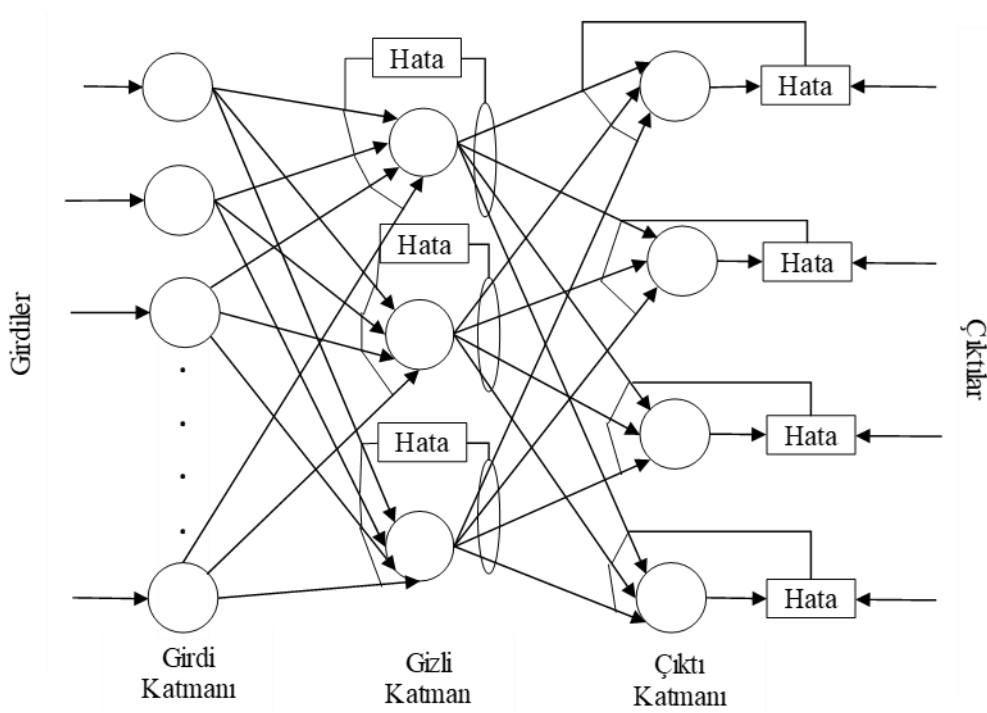 Hata
Hata
Hata
Hata
Hata
Hata
Hata
Girdiler
Çıktılar
Girdi
Katmanı
Gizli
Katman
Çıktı
Katmanı